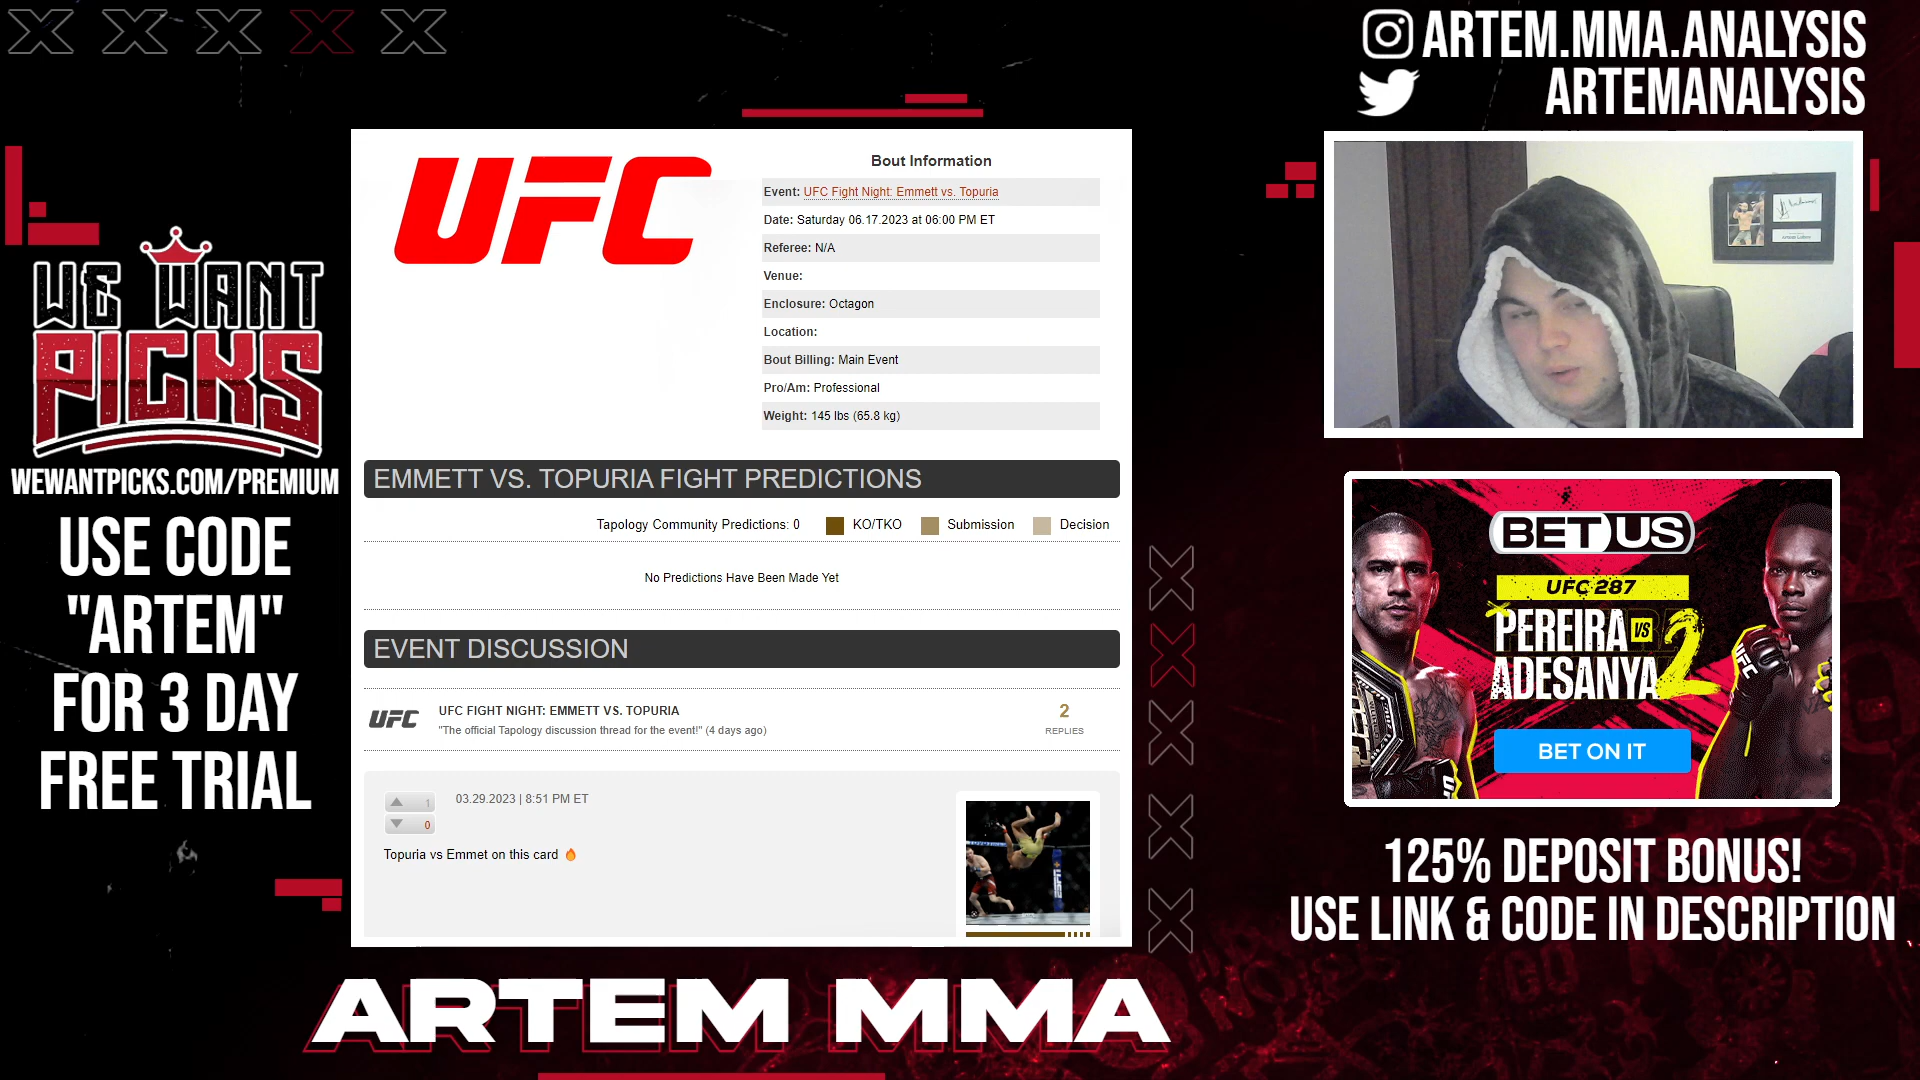 ARTEM.MMA.ANALYSIS
ARTEMANALYSIS
WE WANT
PICKS
WEWANTPICKS.COM/PREMIUM
USE CODE
"ARTEM"
FOR 3 DAY
FREE TRIAL
UFC
Bout Information
Event: UFC Fight Night: Emmett vs. Topuria
Date: Saturday 06.17.2023 at 06:00 PM ET
Referee: N/A
Venue:
Enclosure: Octagon
Location:
Bout Billing: Main Event
Pro/Am: Professional
Weight: 145 lbs (65.8 kg)
EMMETT VS. TOPURIA FIGHT PREDICTIONS
Tapology Community Predictions: 0 KO/TKO Submission Decision
No Predictions Have Been Made Yet
EVENT DISCUSSION
UFC
UFC FIGHT NIGHT: EMMETT VS. TOPURIA
"The official Tapology discussion thread for the event!" (4 days ago)
2
REPLIES
1
0
03.29.2023 | 8:51 PM ET
Topuria vs Emmet on this card 🔥
BETUS
UFC 287
PEREIRA VS
ADESANYA 2
BET ON IT
125% DEPOSIT BONUS!
USE LINK & CODE IN DESCRIPTION
ARTEM MMA